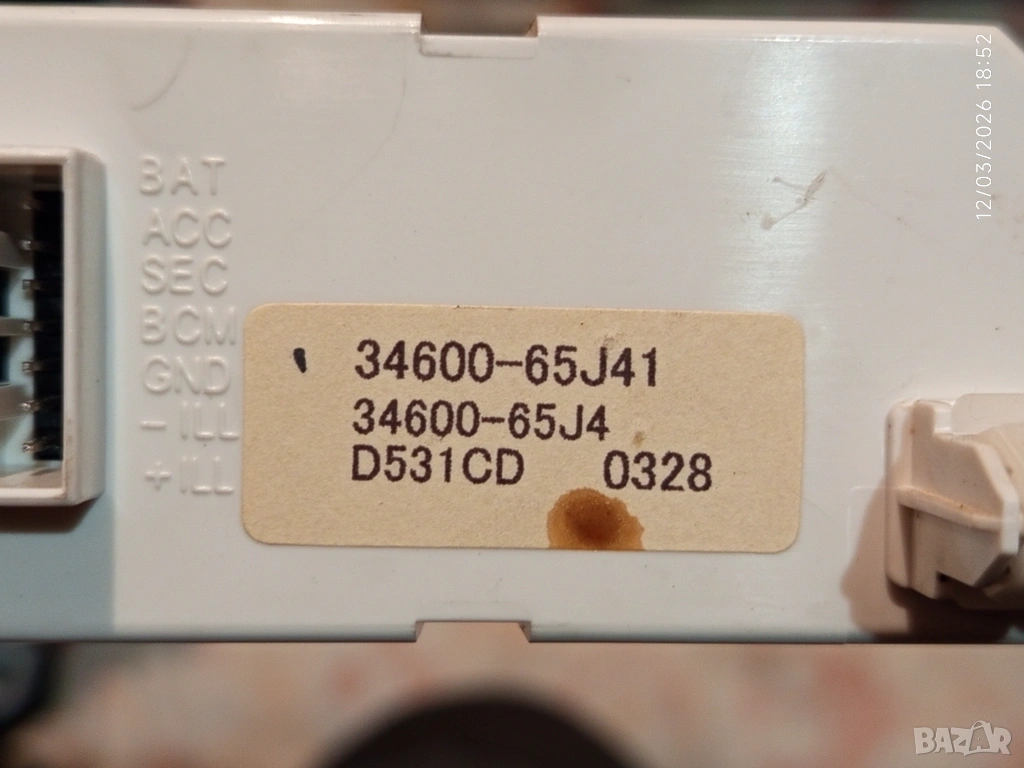 12/03/2026 18:52
BAT
ACC
SEC
BCM
GND
- ILL
+ILL
34600-65J41
34600-65J4
D531CD 0328
BAZAR